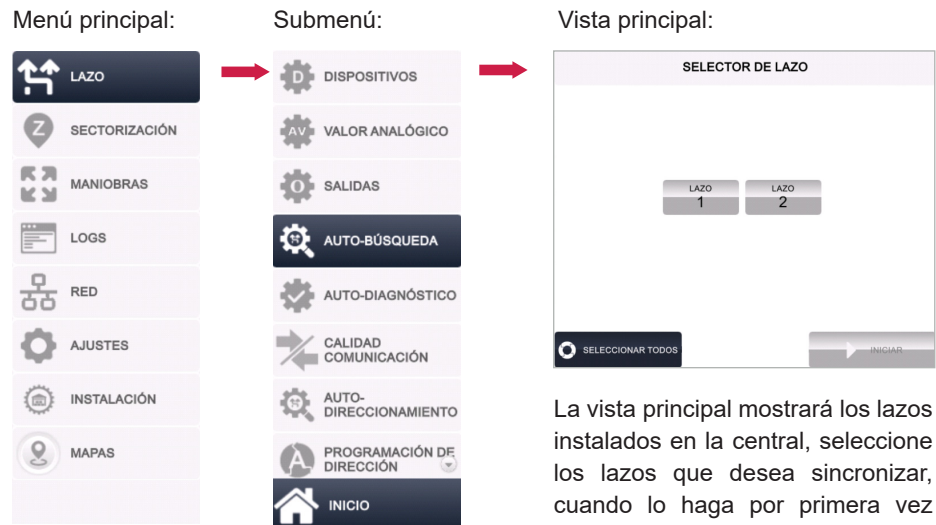 Menú principal:
LAZO
SECTORIZACIÓN
MANIOBRAS
LOGS
RED
AJUSTES
INSTALACIÓN
MAPAS
Submenú:
DISPOSITIVOS
VALOR ANALÓGICO
SALIDAS
AUTO-BÚSQUEDA
AUTO-DIAGNÓSTICO
CALIDAD
COMUNICACIÓN
AUTO-
DIRECCIONAMIENTO
PROGRAMACIÓN DE
DIRECCIÓN
INICIO
Vista principal:
SELECTOR DE LAZO
LAZO
1
LAZO
2
SELECCIONAR TODOS
INICIAR
La vista principal mostrará los lazos
instalados en la central, seleccione
los lazos que desea sincronizar,
cuando lo haga por primera vez